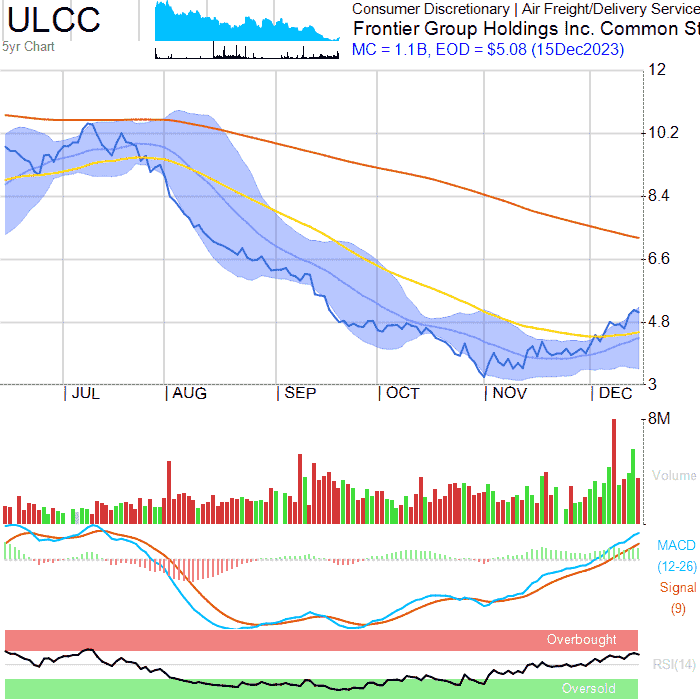 ULCC
5yr Chart
Consumer Discretionary | Air Freight/Delivery Service
Frontier Group Holdings Inc. Common St
MC = 1.1B, EOD = $5.08 (15Dec2023)
12
10.2
8.4
6.6
4.8
3
JUL AUG SEP OCT NOV DEC
8M
Volume
MACD
(12-26)
Signal
(9)
Overbought
RSI(14)
Oversold